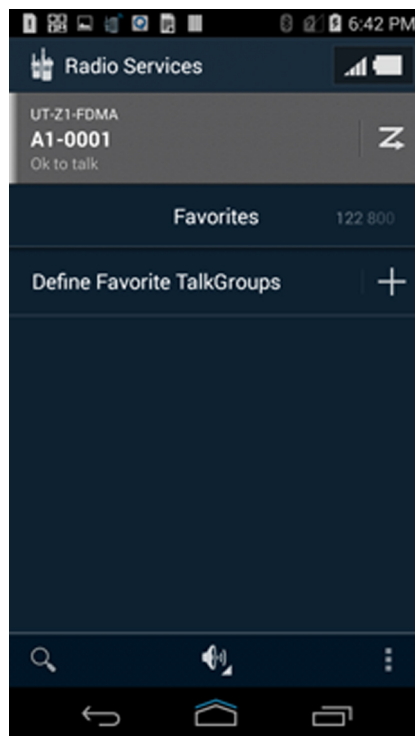 6:42 PM
Radio Services
UT-Z1-FDMA
A1-0001
Ok to talk
Favorites 122 800
Define Favorite TalkGroups